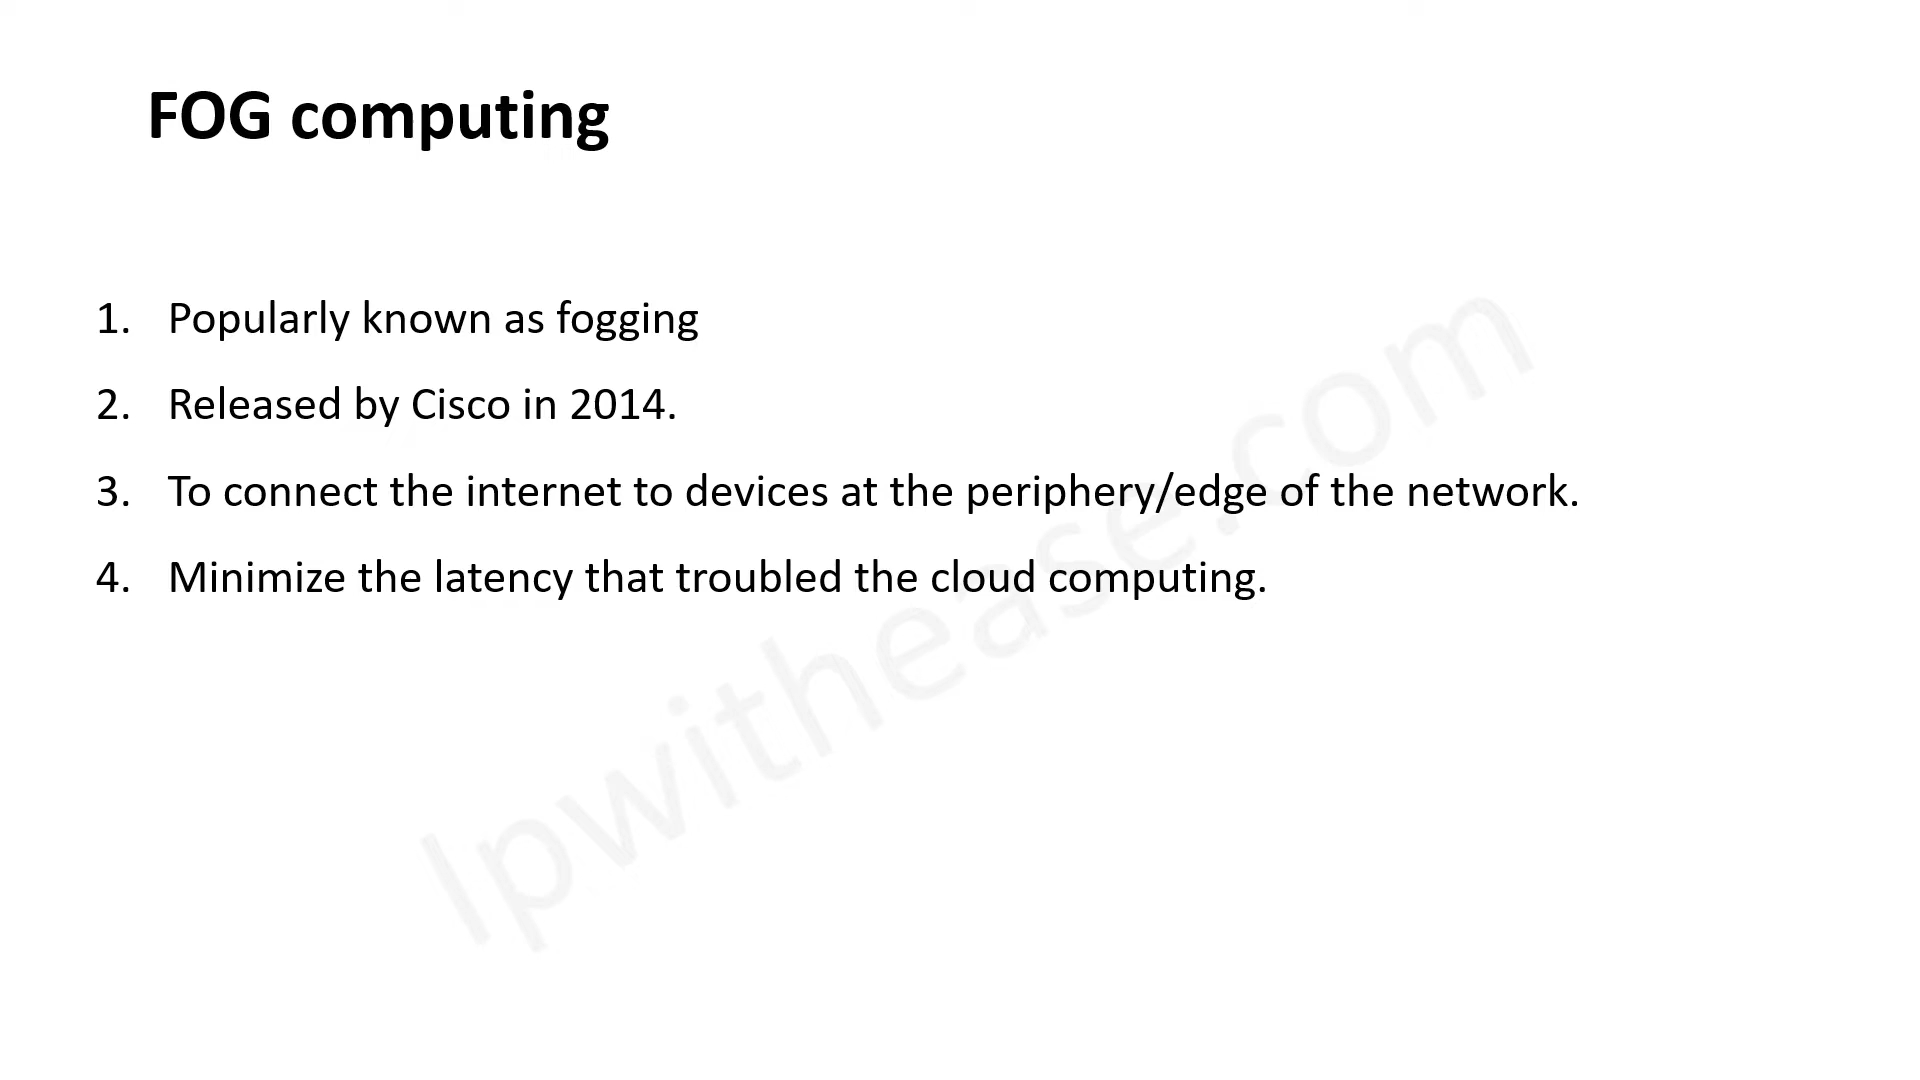 FOG computing
1. Popularly known as fogging
2. Released by Cisco in 2014.
3. To connect the internet to devices at the periphery/edge of the network.
4. Minimize the latency that troubled the cloud computing.
Ipwithease.com